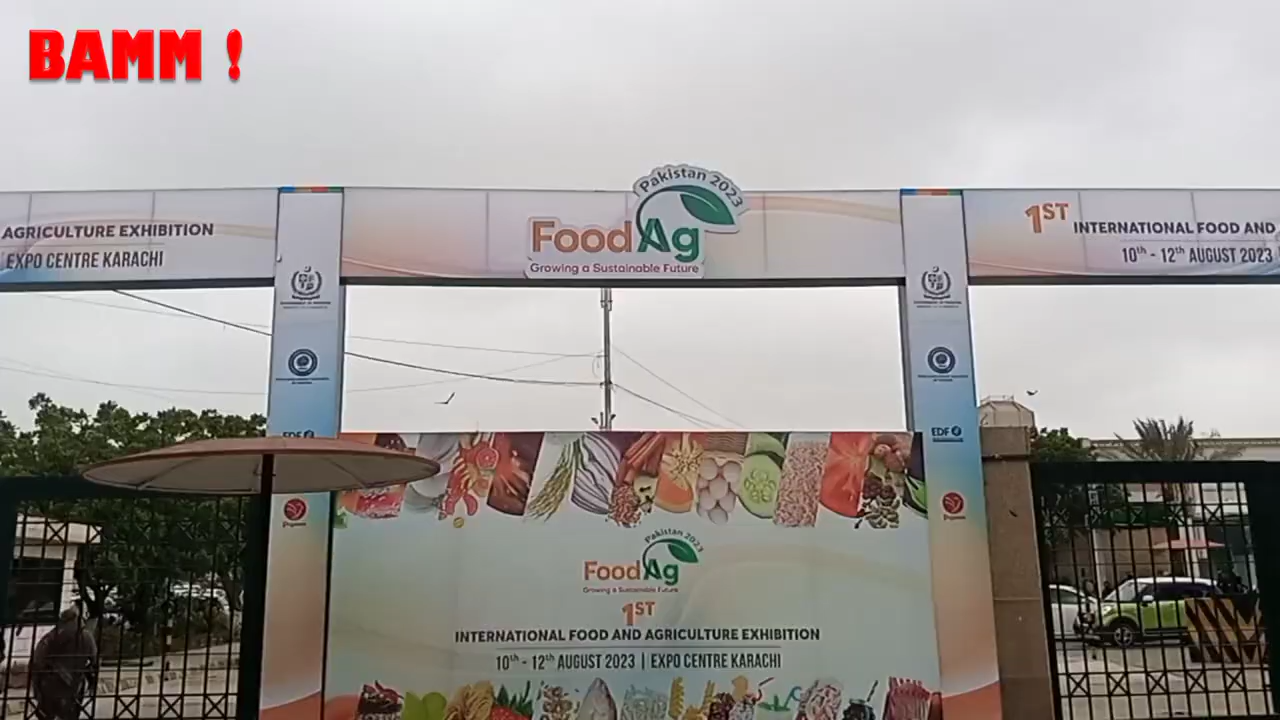 BAMM !
Pakistan 2023
FoodAg
Growing a Sustainable Future
AGRICULTURE EXHIBITION
EXPO CENTRE KARACHI
1ST INTERNATIONAL FOOD AND
10th - 12th AUGUST 2023
EDF
EDF
Pakistan 2023
FoodAg
Growing a Sustainable Future
1ST
INTERNATIONAL FOOD AND AGRICULTURE EXHIBITION
10th - 12th AUGUST 2023 | EXPO CENTRE KARACHI